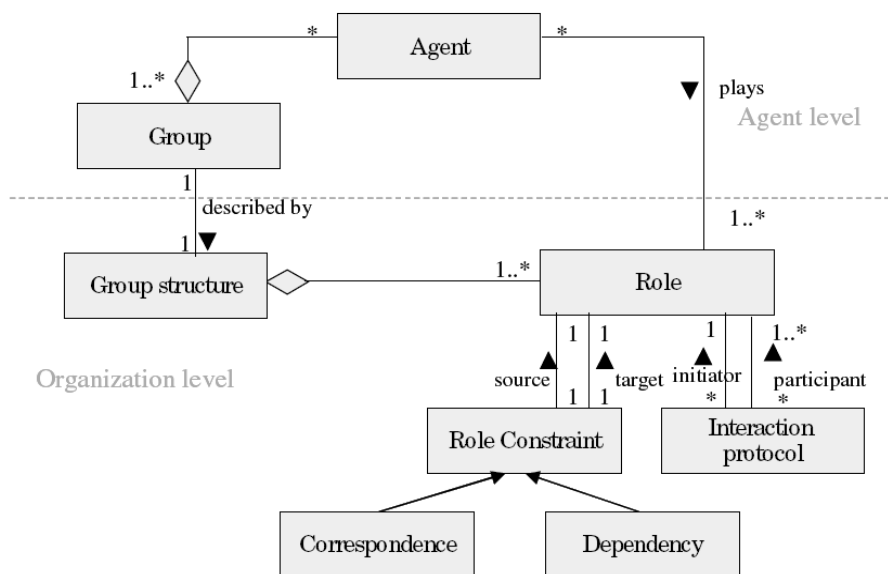 *
Agent
*
1..*
plays
Agent level
Group
1
described by
1
1..*
Group structure
1..*
Role
1
1
1
1..*
Organization level
source
target
initiator
participant
1
1
*
*
Role Constraint
Interaction
protocol
Correspondence
Dependency